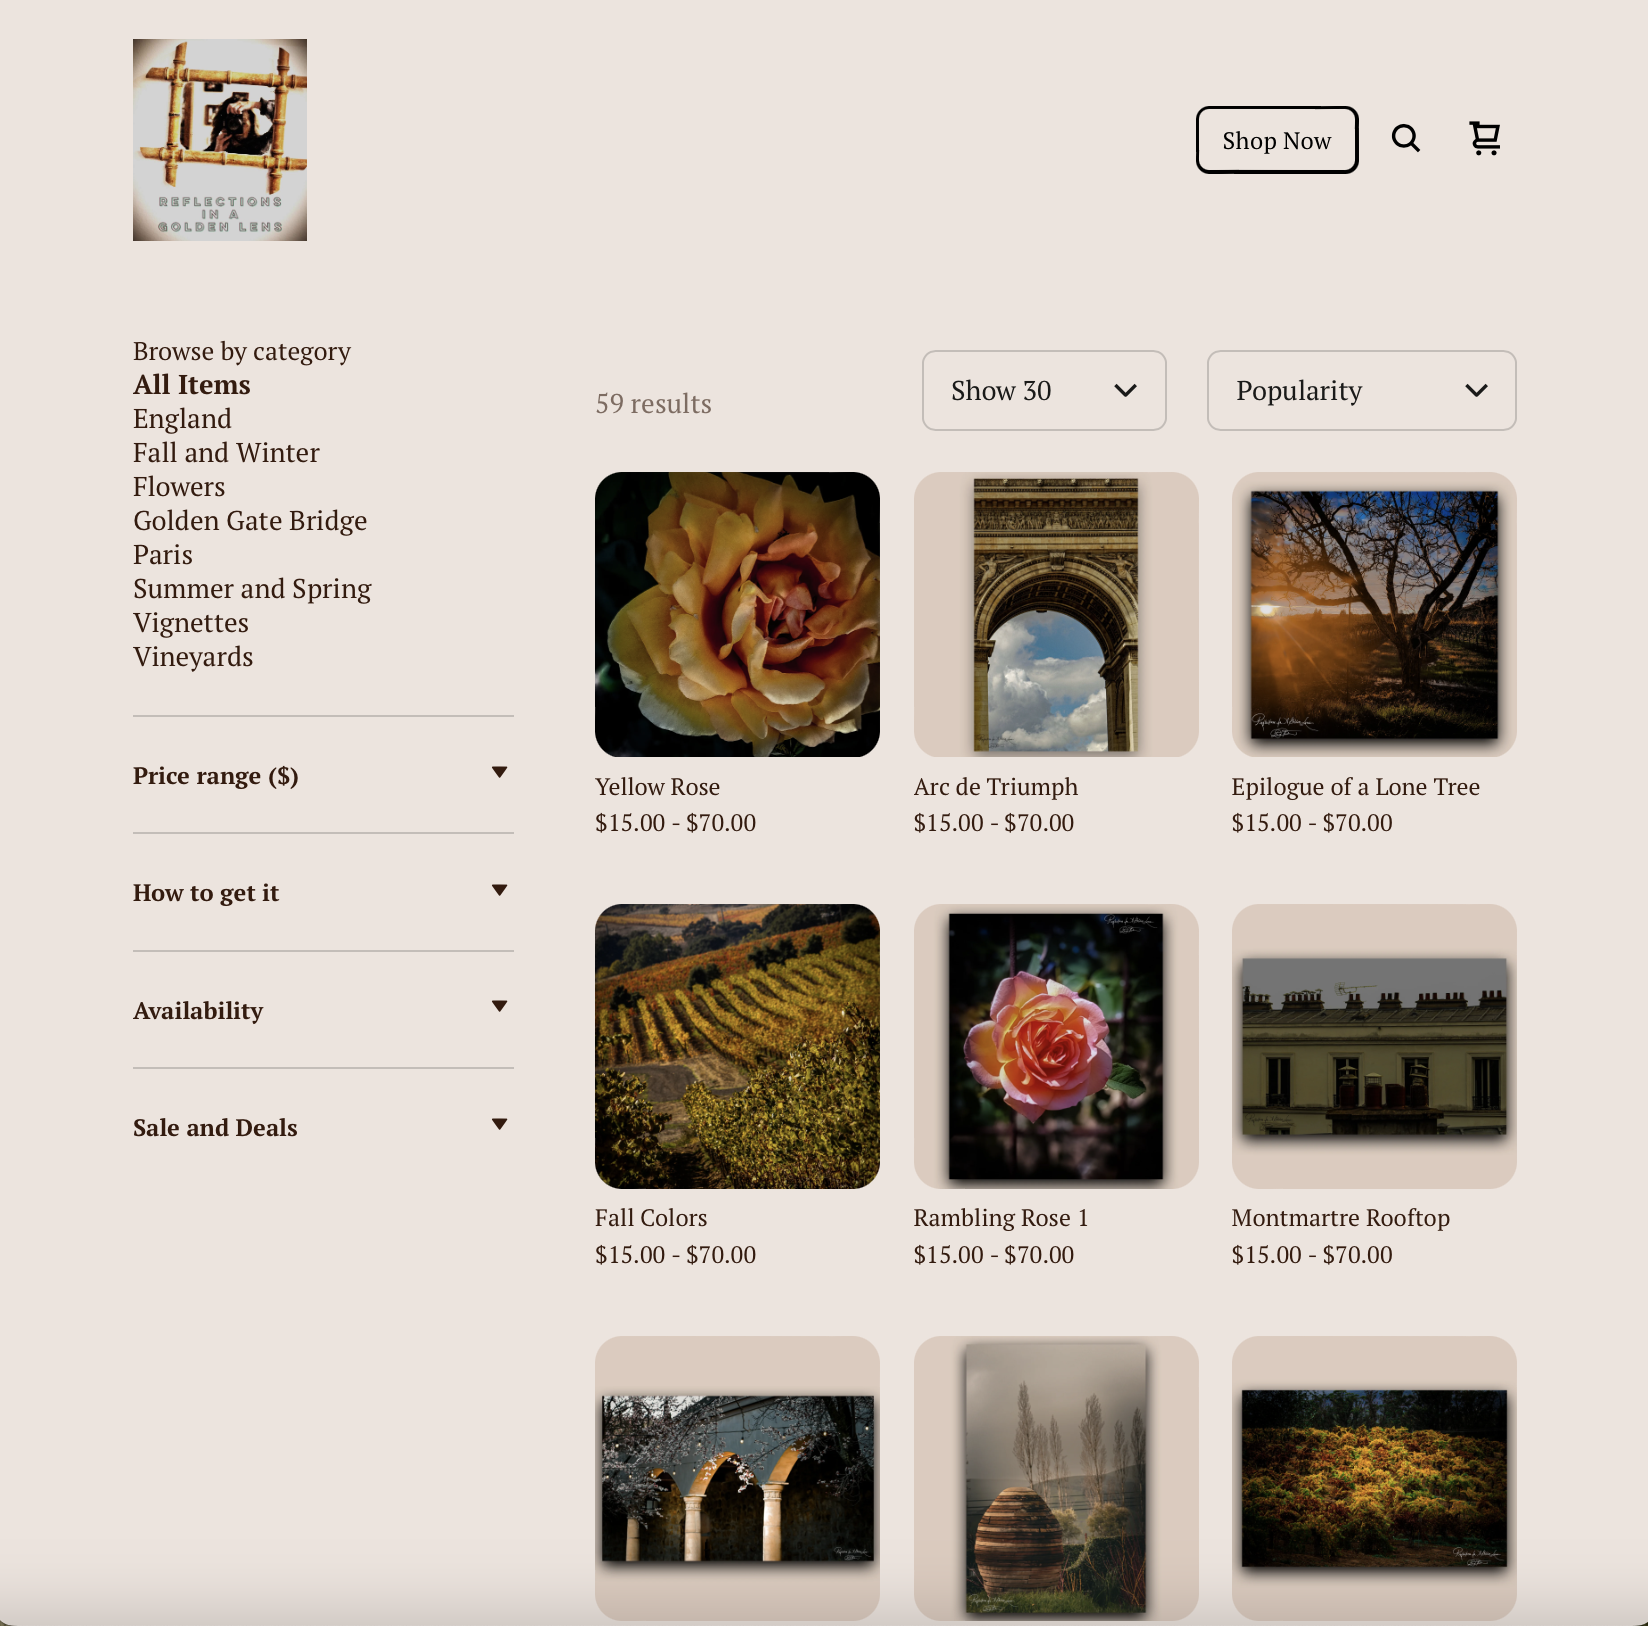 REFLECTIONS
IN A
GOLDEN LENS
Shop Now
Browse by category
All Items
England
Fall and Winter
Flowers
Golden Gate Bridge
Paris
Summer and Spring
Vignettes
Vineyards
Price range ($)
How to get it
Availability
Sale and Deals
59 results
Show 30
Popularity
Yellow Rose
$15.00 - $70.00
Arc de Triumph
$15.00 - $70.00
Epilogue of a Lone Tree
$15.00 - $70.00
Fall Colors
$15.00 - $70.00
Rambling Rose 1
$15.00 - $70.00
Montmartre Rooftop
$15.00 - $70.00